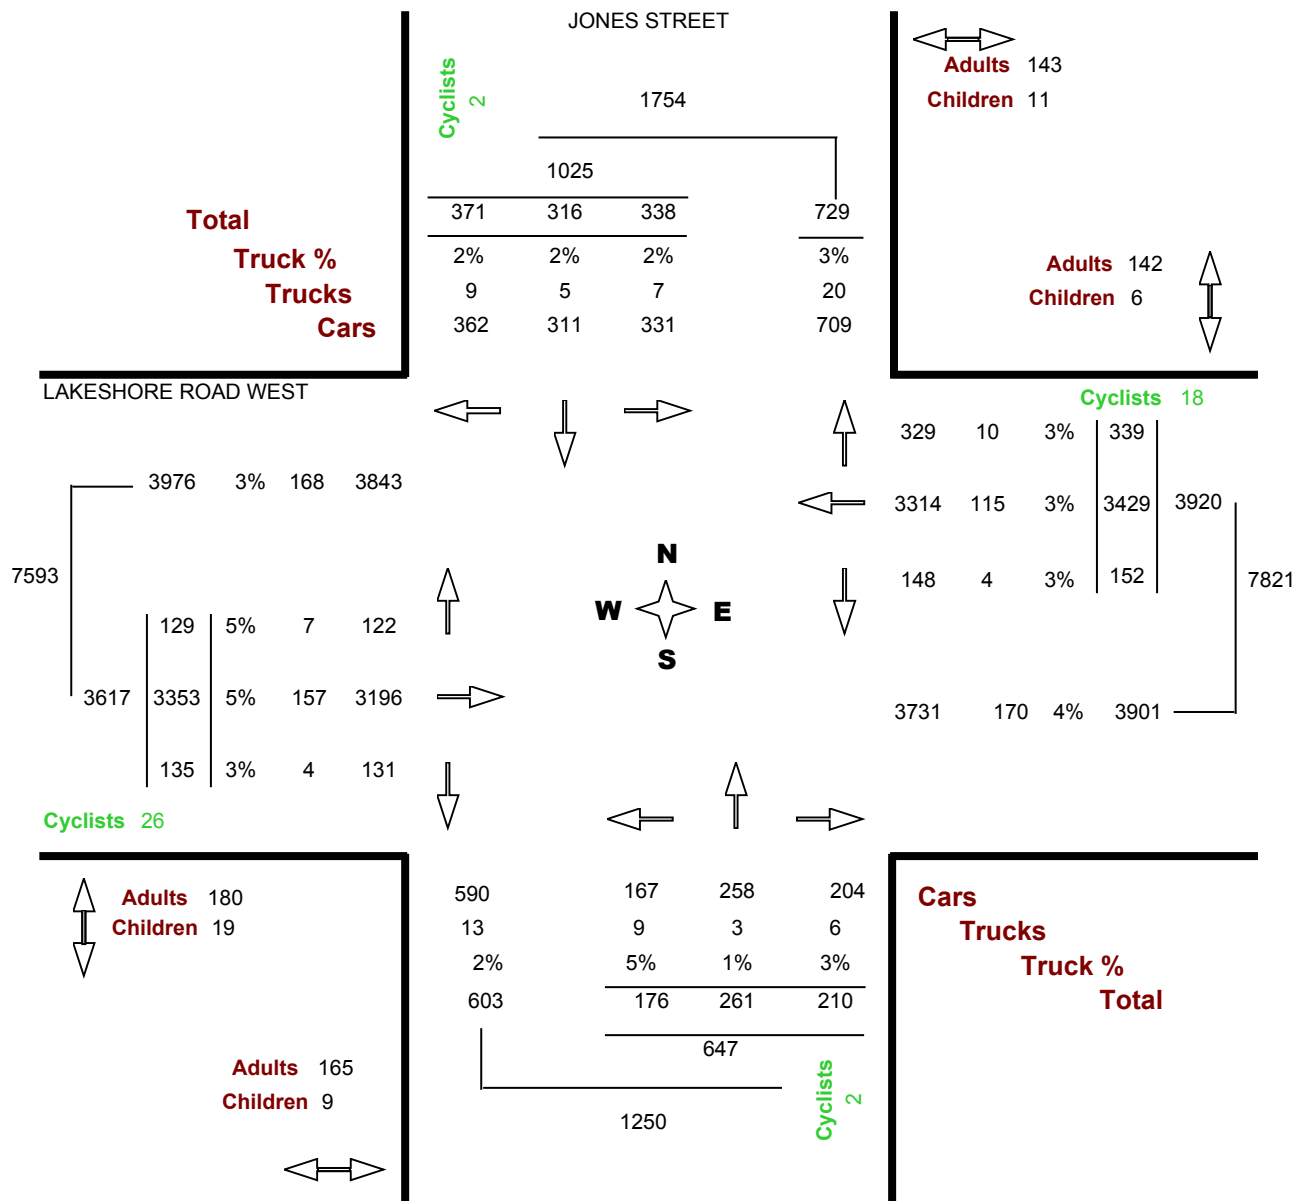 JONES STREET
Cyclists 2
1754
1025
371 316 338 729
2% 2% 2% 3%
9 5 7 20
362 311 331 709
Total
Truck %
Trucks
Cars
Adults 143
Children 11
Adults 142
Children 6
LAKESHORE ROAD WEST
Cyclists 18
329 10 3% 339
3976 3% 168 3843
3314 115 3% 3429 3920
7593
148 4 3% 152 7821
N
W E
S
129 5% 7 122
3617 3353 5% 157 3196
3731 170 4% 3901
135 3% 4 131
Cyclists 26
Adults 180
Children 19
590 167 258 204
13 9 3 6
2% 5% 1% 3%
603 176 261 210
647
Cyclists 2
1250
Cars
Trucks
Truck %
Total
Adults 165
Children 9